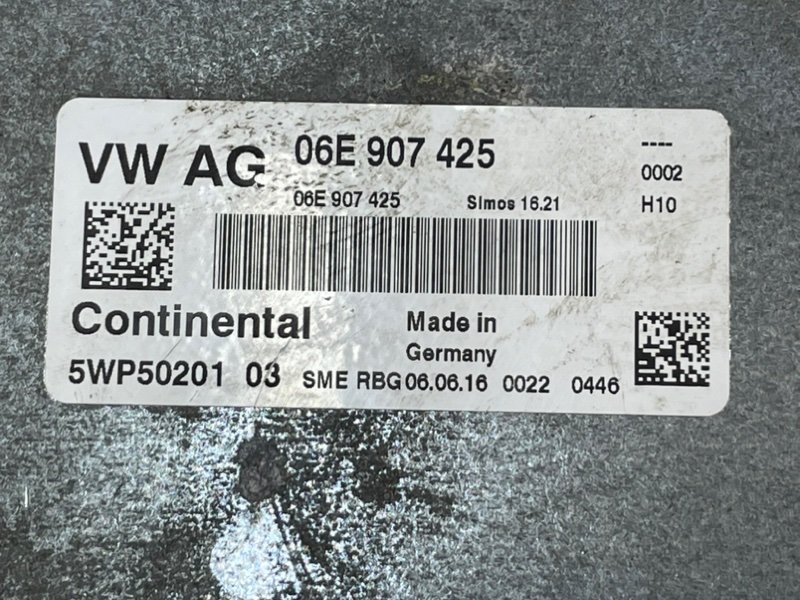 VW AG 06E 907 425 ----
0002
06E 907 425 Simos 16.21 H10
Continental Made in
Germany
5WP50201 03 SME RBG 06.06.16 0022 0446